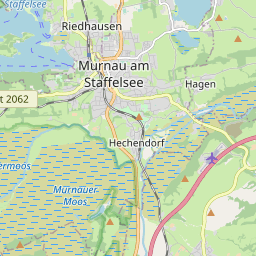 Staffelsee
Riedhausen
Murnau am
Staffelsee
Hagen
t 2062
Hechendorf
ermoos
Murnauer
Moos